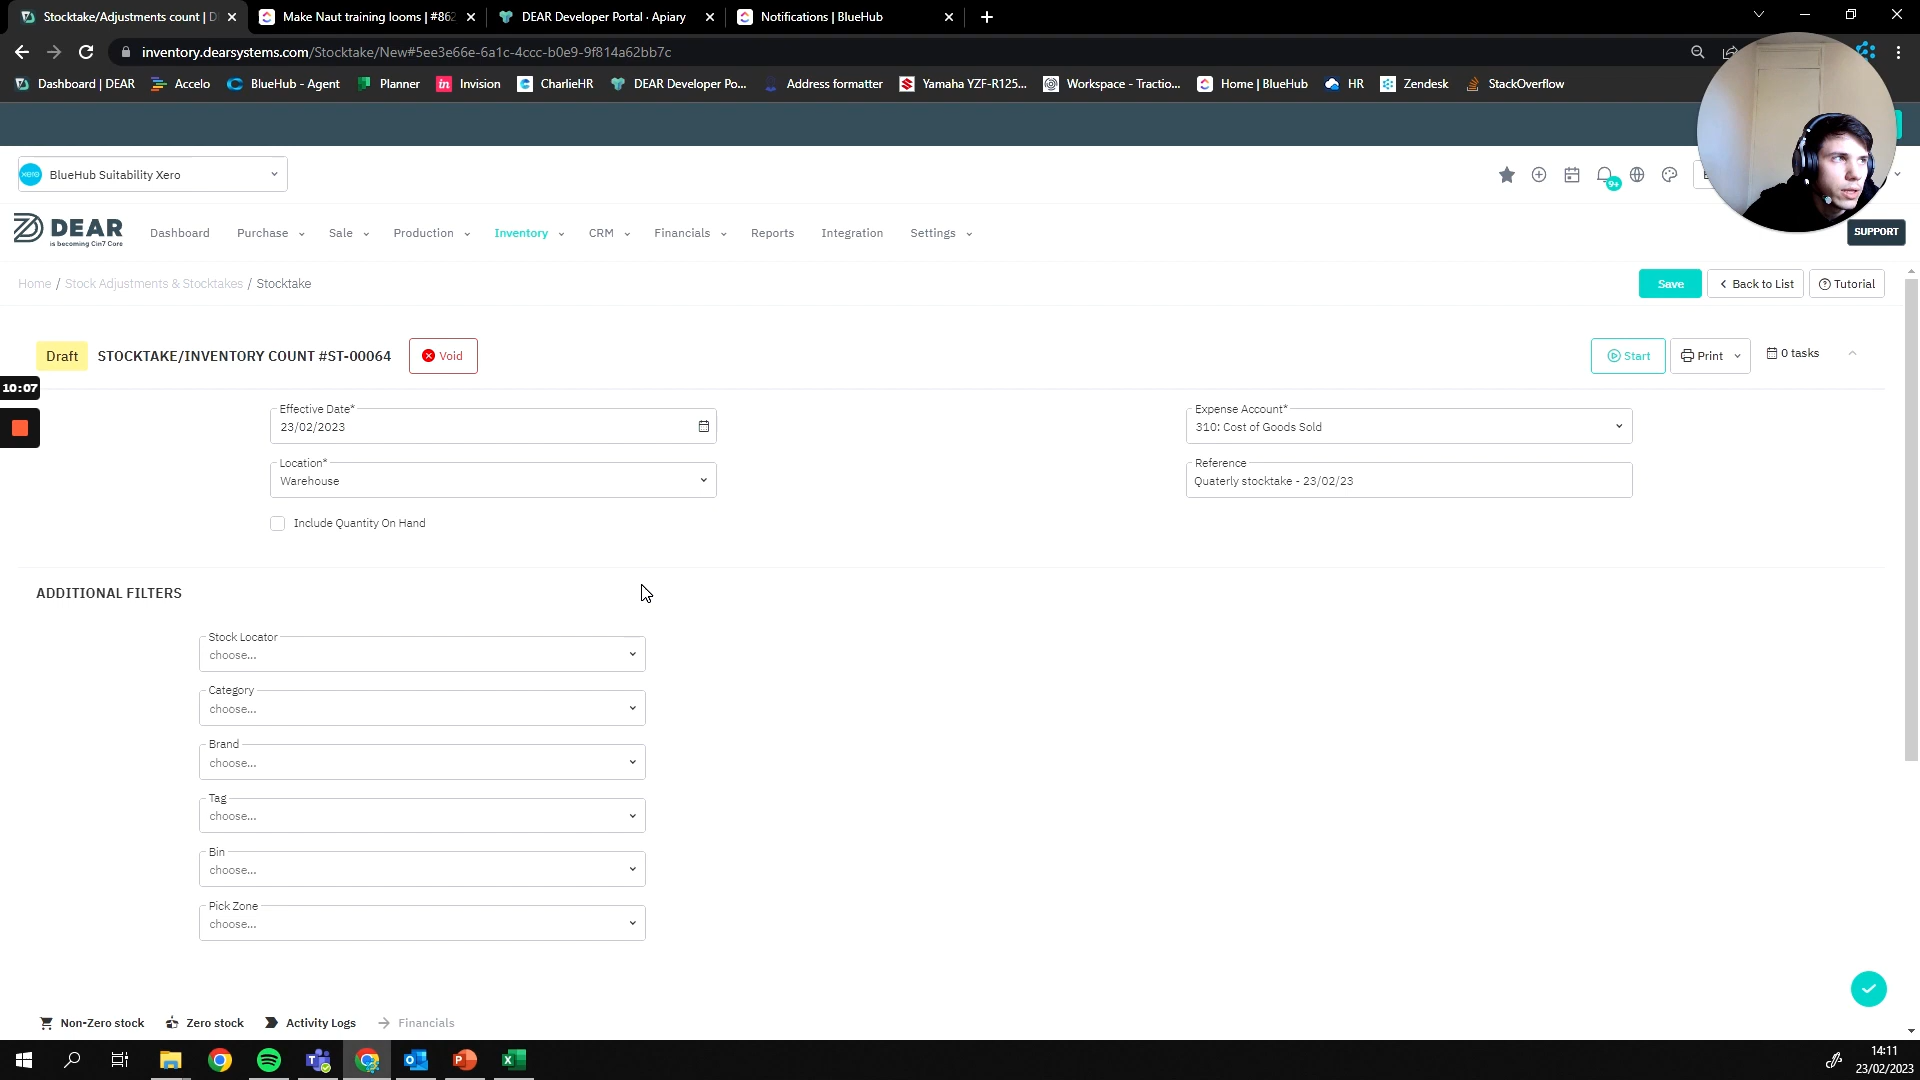 Stocktake/Adjustments count | D
Make Naut training looms | #862
DEAR Developer Portal · Apiary
Notifications | BlueHub
inventory.dearsystems.com/Stocktake/New#5ee3e66e-6a1c-4ccc-b0e9-9f814a62bb7c
Dashboard | DEAR
Accelo
BlueHub - Agent
Planner
in
Invision
CharlieHR
DEAR Developer Po...
Address formatter
Yamaha YZF-R125...
Workspace - Tractio...
Home | BlueHub
HR
Zendesk
StackOverflow
xero
BlueHub Suitability Xero
9+
DEAR
is becoming Cin7 Core
Dashboard
Purchase
Sale
Production
Inventory
CRM
Financials
Reports
Integration
Settings
SUPPORT
Home / Stock Adjustments & Stocktakes / Stocktake
Save
Back to List
Tutorial
Draft
STOCKTAKE/INVENTORY COUNT #ST-00064
Void
Start
Print
0 tasks
10:07
Effective Date*
23/02/2023
Expense Account*
310: Cost of Goods Sold
Location*
Warehouse
Reference
Quaterly stocktake - 23/02/23
Include Quantity On Hand
ADDITIONAL FILTERS
Stock Locator
choose...
Category
choose...
Brand
choose...
Tag
choose...
Bin
choose...
Pick Zone
choose...
Non-Zero stock
Zero stock
Activity Logs
Financials
14:11
23/02/2023